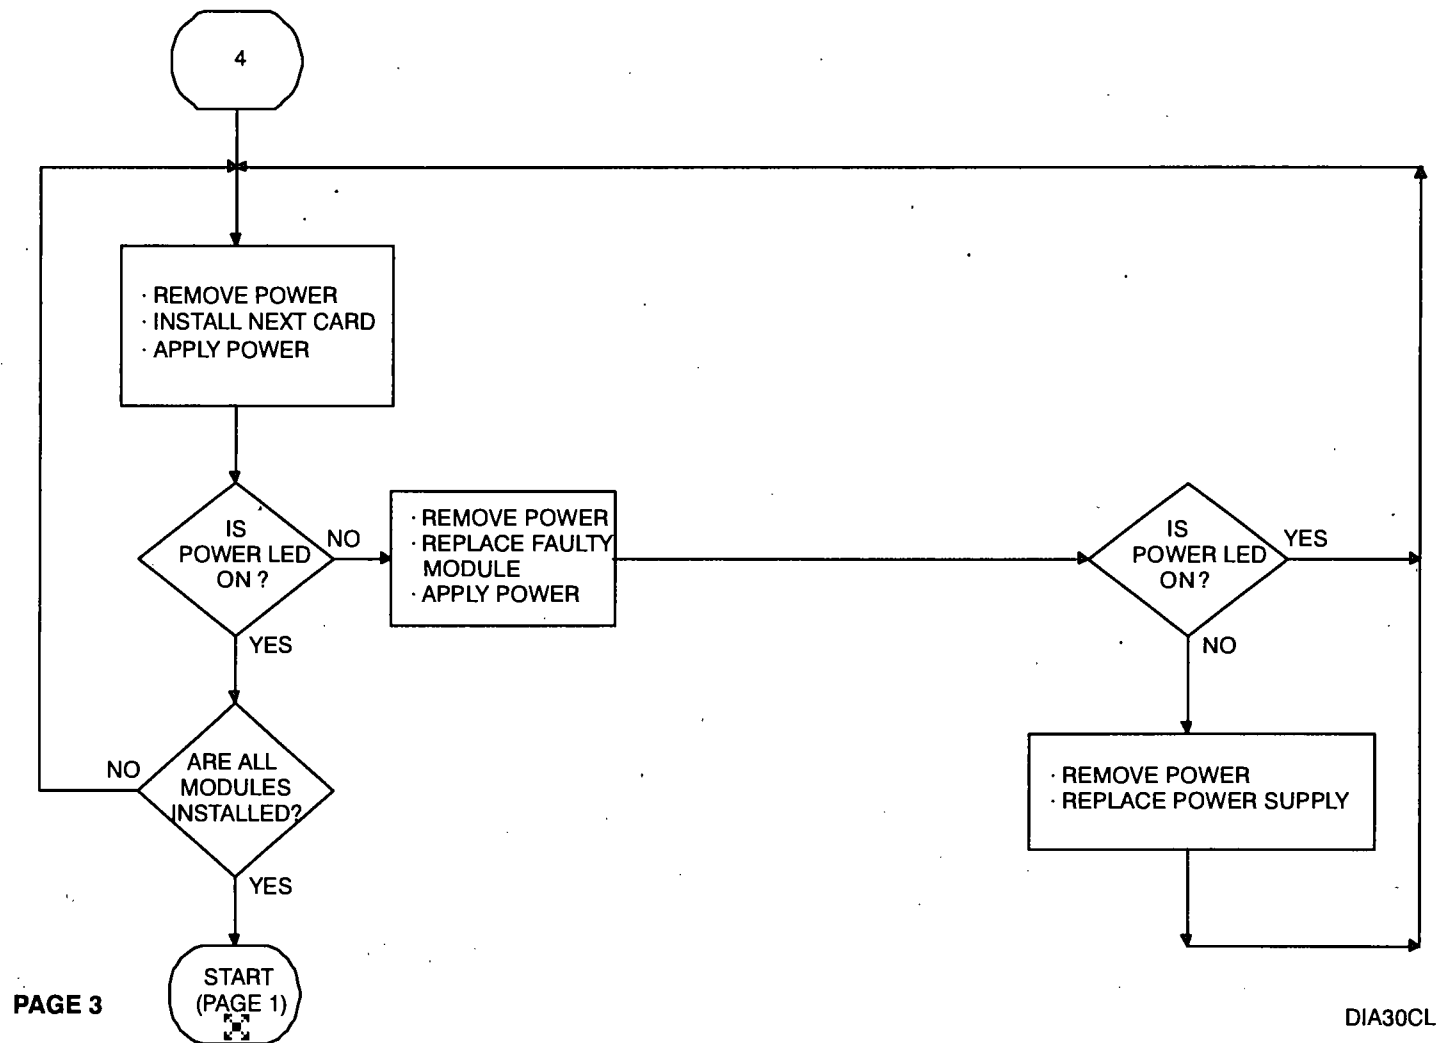 4
· REMOVE POWER
· INSTALL NEXT CARD
· APPLY POWER
IS
POWER LED
ON ?
NO
YES
· REMOVE POWER
· REPLACE FAULTY
MODULE
· APPLY POWER
IS
POWER LED
ON ?
YES
NO
ARE ALL
MODULES
INSTALLED?
NO
YES
· REMOVE POWER
· REPLACE POWER SUPPLY
START
(PAGE 1)
PAGE 3
DIA30CL